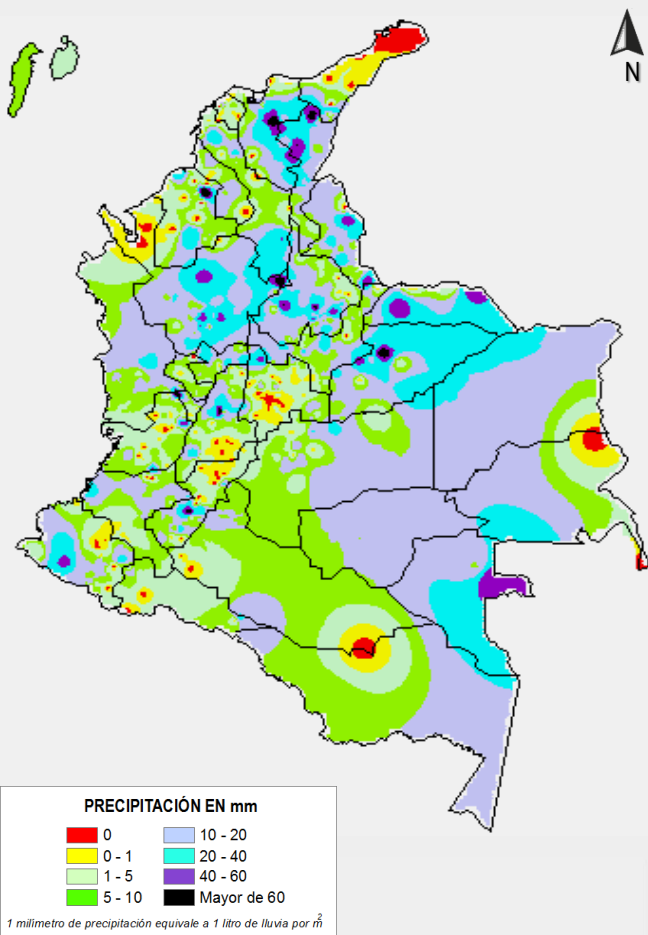 N
PRECIPITACIÓN EN mm
0
0 - 1
1 - 5
5 - 10
10 - 20
20 - 40
40 - 60
Mayor de 60
1 milimetro de precipitación equivale a 1 litro de lluvia por m²